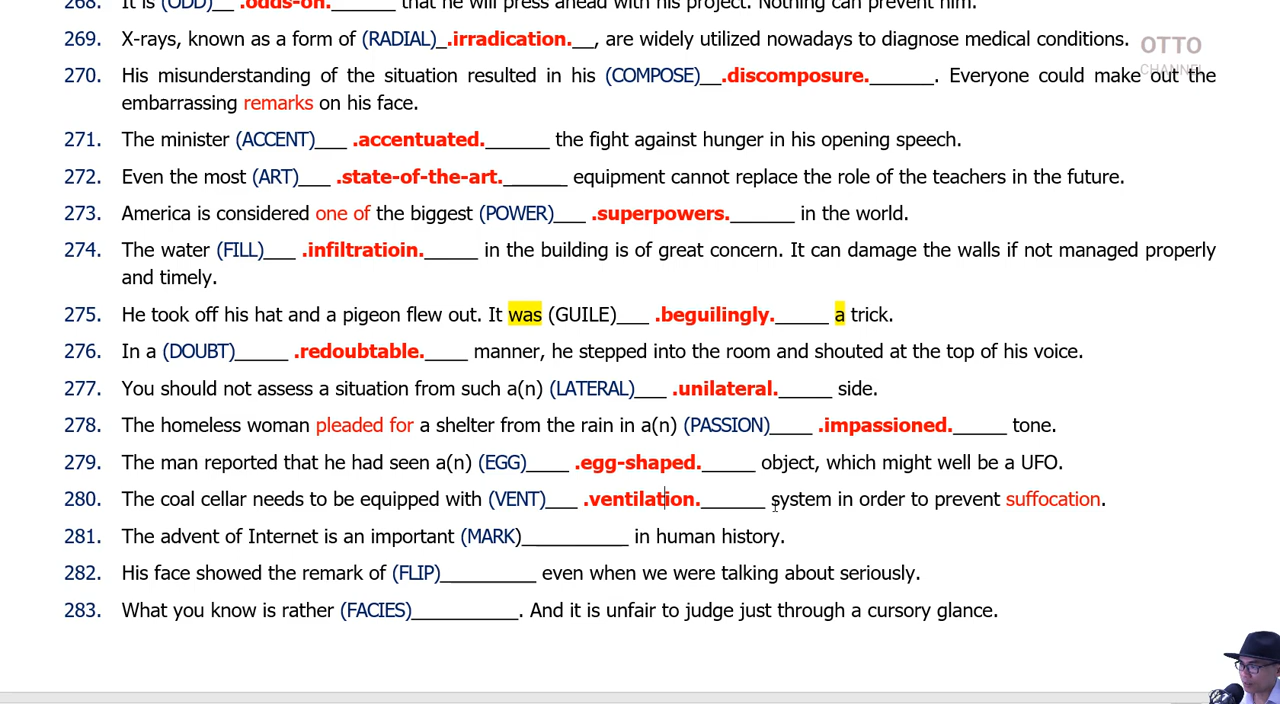 268. It is (ODD)__ .odds-on.______ that he will press ahead with his project. Nothing can prevent him.
269. X-rays, known as a form of (RADIAL)_.irradication.__, are widely utilized nowadays to diagnose medical conditions.
OTTO
CHANNEL
270. His misunderstanding of the situation resulted in his (COMPOSE)__.discomposure.______. Everyone could make out the
embarrassing remarks on his face.
271. The minister (ACCENT)___ .accentuated.______ the fight against hunger in his opening speech.
272. Even the most (ART)___ .state-of-the-art.______ equipment cannot replace the role of the teachers in the future.
273. America is considered one of the biggest (POWER)___ .superpowers.______ in the world.
274. The water (FILL)___ .infiltratioin._____ in the building is of great concern. It can damage the walls if not managed properly
and timely.
275. He took off his hat and a pigeon flew out. It was (GUILE)___ .beguilingly._____ a trick.
276. In a (DOUBT)_____ .redoubtable.____ manner, he stepped into the room and shouted at the top of his voice.
277. You should not assess a situation from such a(n) (LATERAL)___ .unilateral._____ side.
278. The homeless woman pleaded for a shelter from the rain in a(n) (PASSION)____ .impassioned._____ tone.
279. The man reported that he had seen a(n) (EGG)____ .egg-shaped._____ object, which might well be a UFO.
280. The coal cellar needs to be equipped with (VENT)___ .ventilation.______ system in order to prevent suffocation.
281. The advent of Internet is an important (MARK)__________ in human history.
282. His face showed the remark of (FLIP)_________ even when we were talking about seriously.
283. What you know is rather (FACIES)__________. And it is unfair to judge just through a cursory glance.